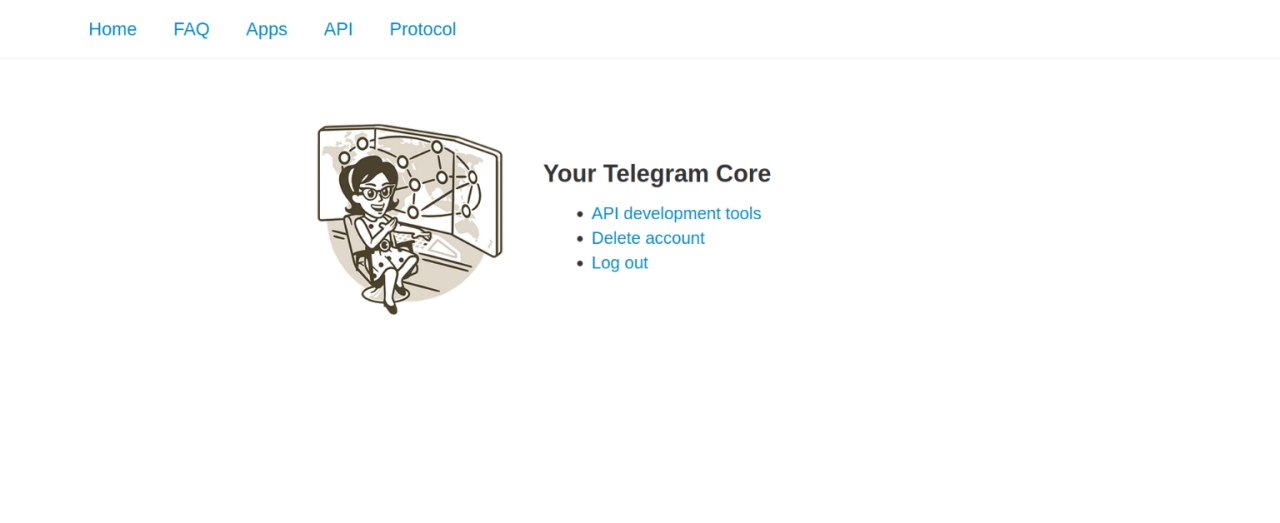 Home FAQ Apps API Protocol
Your Telegram Core
API development tools
Delete account
Log out